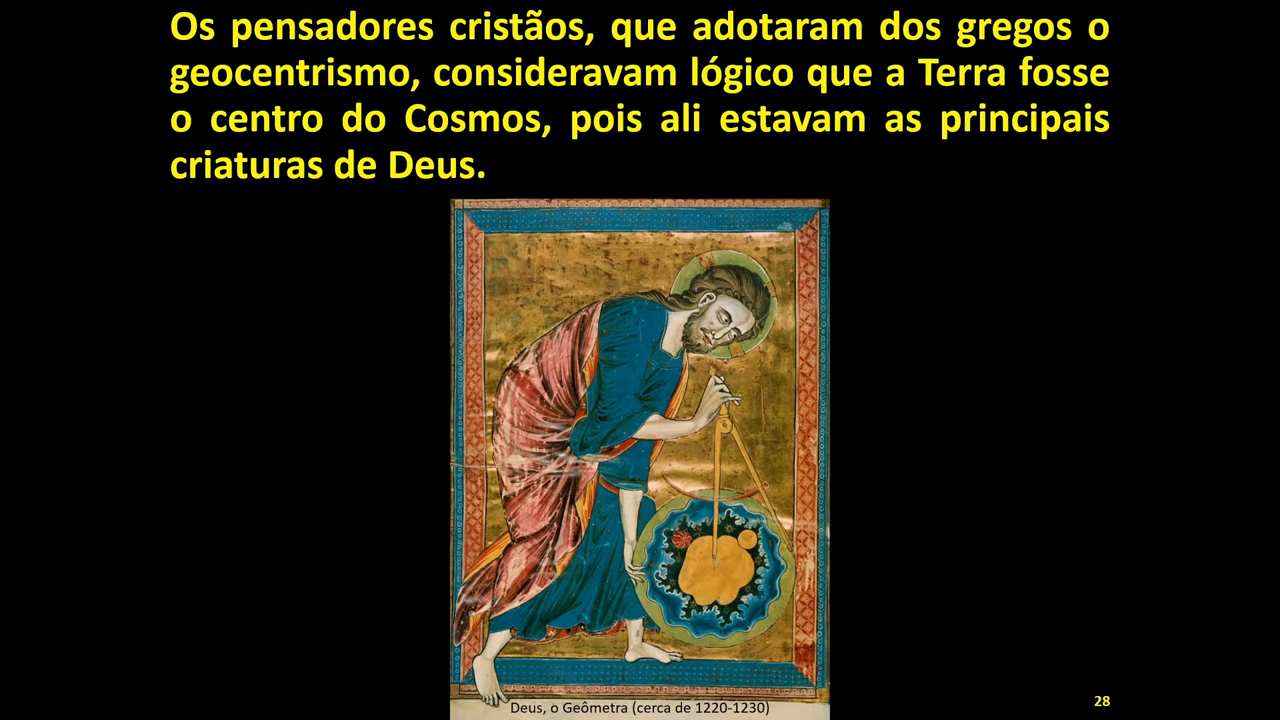 Os pensadores cristãos, que adotaram dos gregos o
geocentrismo, consideravam lógico que a Terra fosse
o centro do Cosmos, pois ali estavam as principais
criaturas de Deus.
Deus, o Geômetra (cerca de 1220-1230)
28